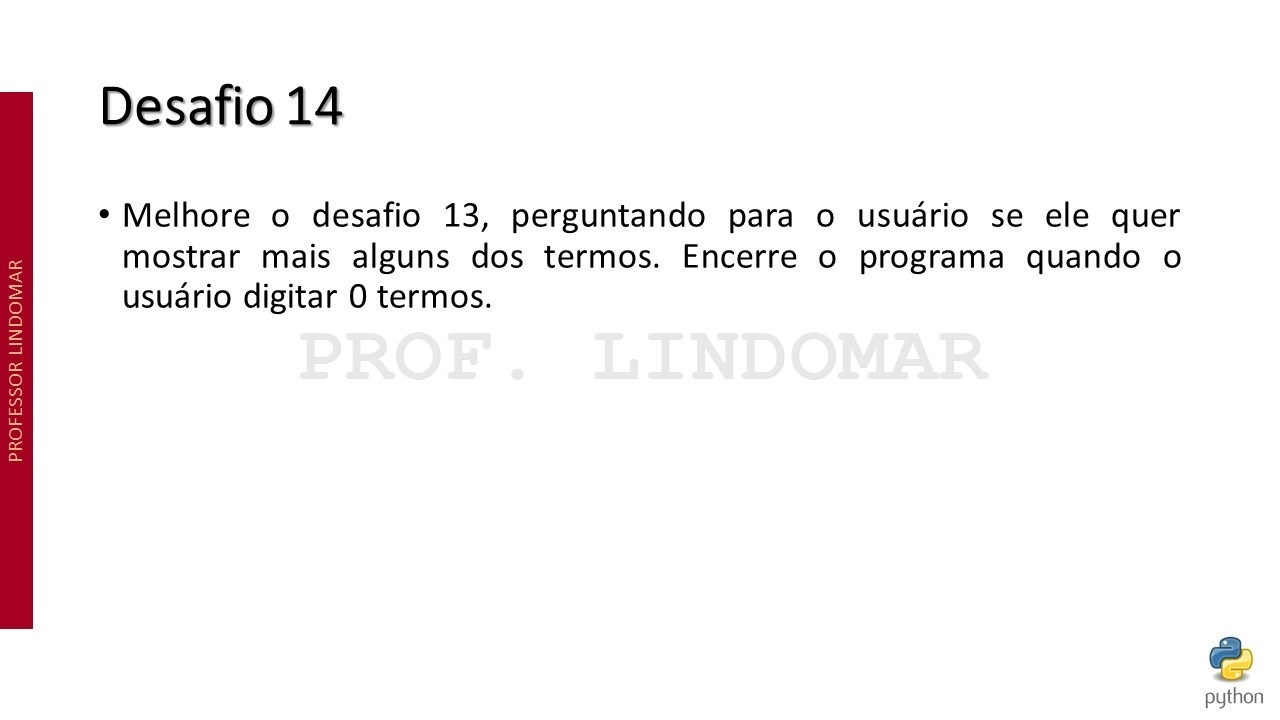 Desafio 14
• Melhore o desafio 13, perguntando para o usuário se ele quer
mostrar mais alguns dos termos. Encerre o programa quando o
usuário digitar 0 termos.
PROF. LINDOMAR
PROFESSOR LINDOMAR
python